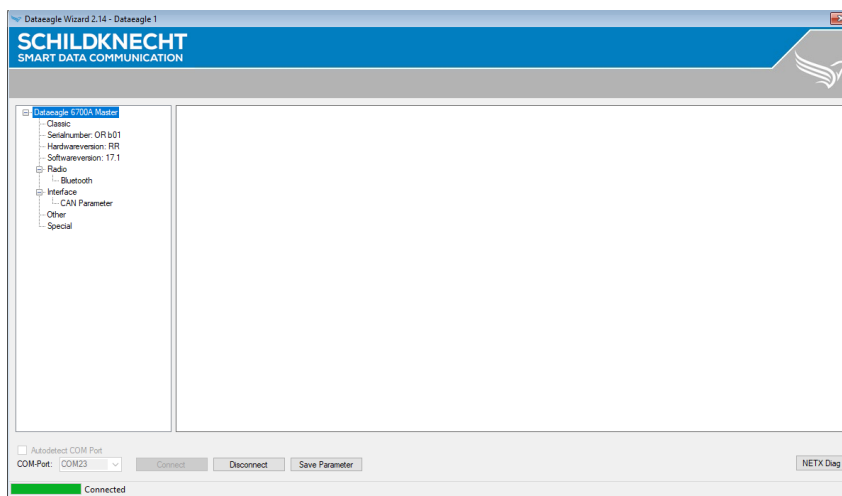 Dataeagle Wizard 2.14 - Dataeagle 1
SCHILDKNECHT
SMART DATA COMMUNICATION
Dataeagle 6700A Master
Classic
Serialnumber: OR b01
Hardwareversion: RR
Softwareversion: 17.1
Radio
Bluetooth
Interface
CAN Parameter
Other
Special
Autodetect COM Port
COM-Port: COM23 Connect Disconnect Save Parameter NETX Diag
Connected